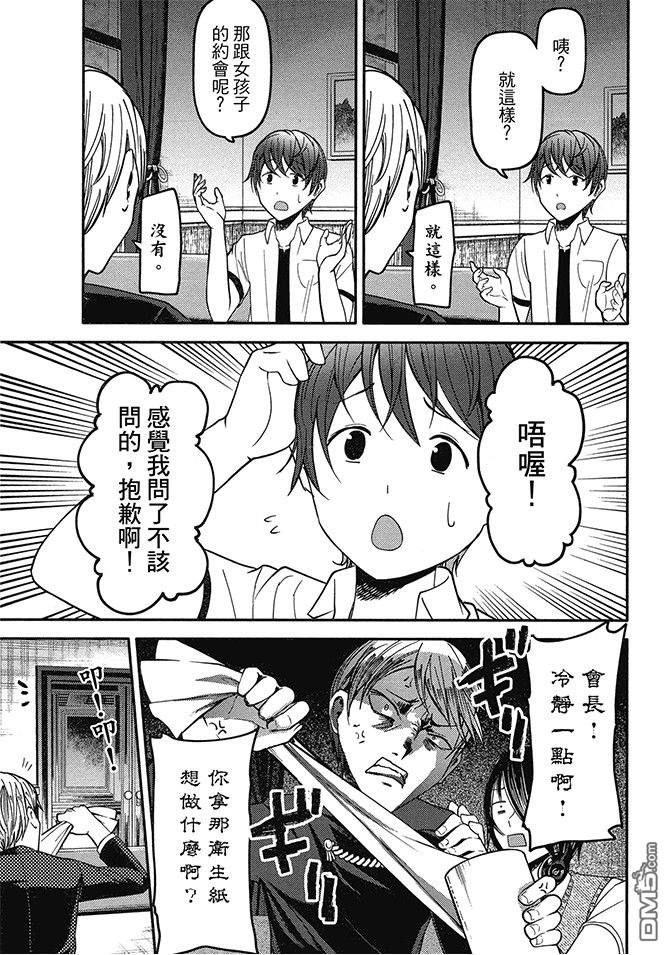 咦？
就這樣？
就這樣。
那跟女孩子
的約會呢？
沒有。
唔喔！
感覺我問了不該
問的，抱歉啊！
會長！
冷靜一點啊！
ギギ
你拿那衛生紙
想做什麼啊？
叩！叩！
DM5.com